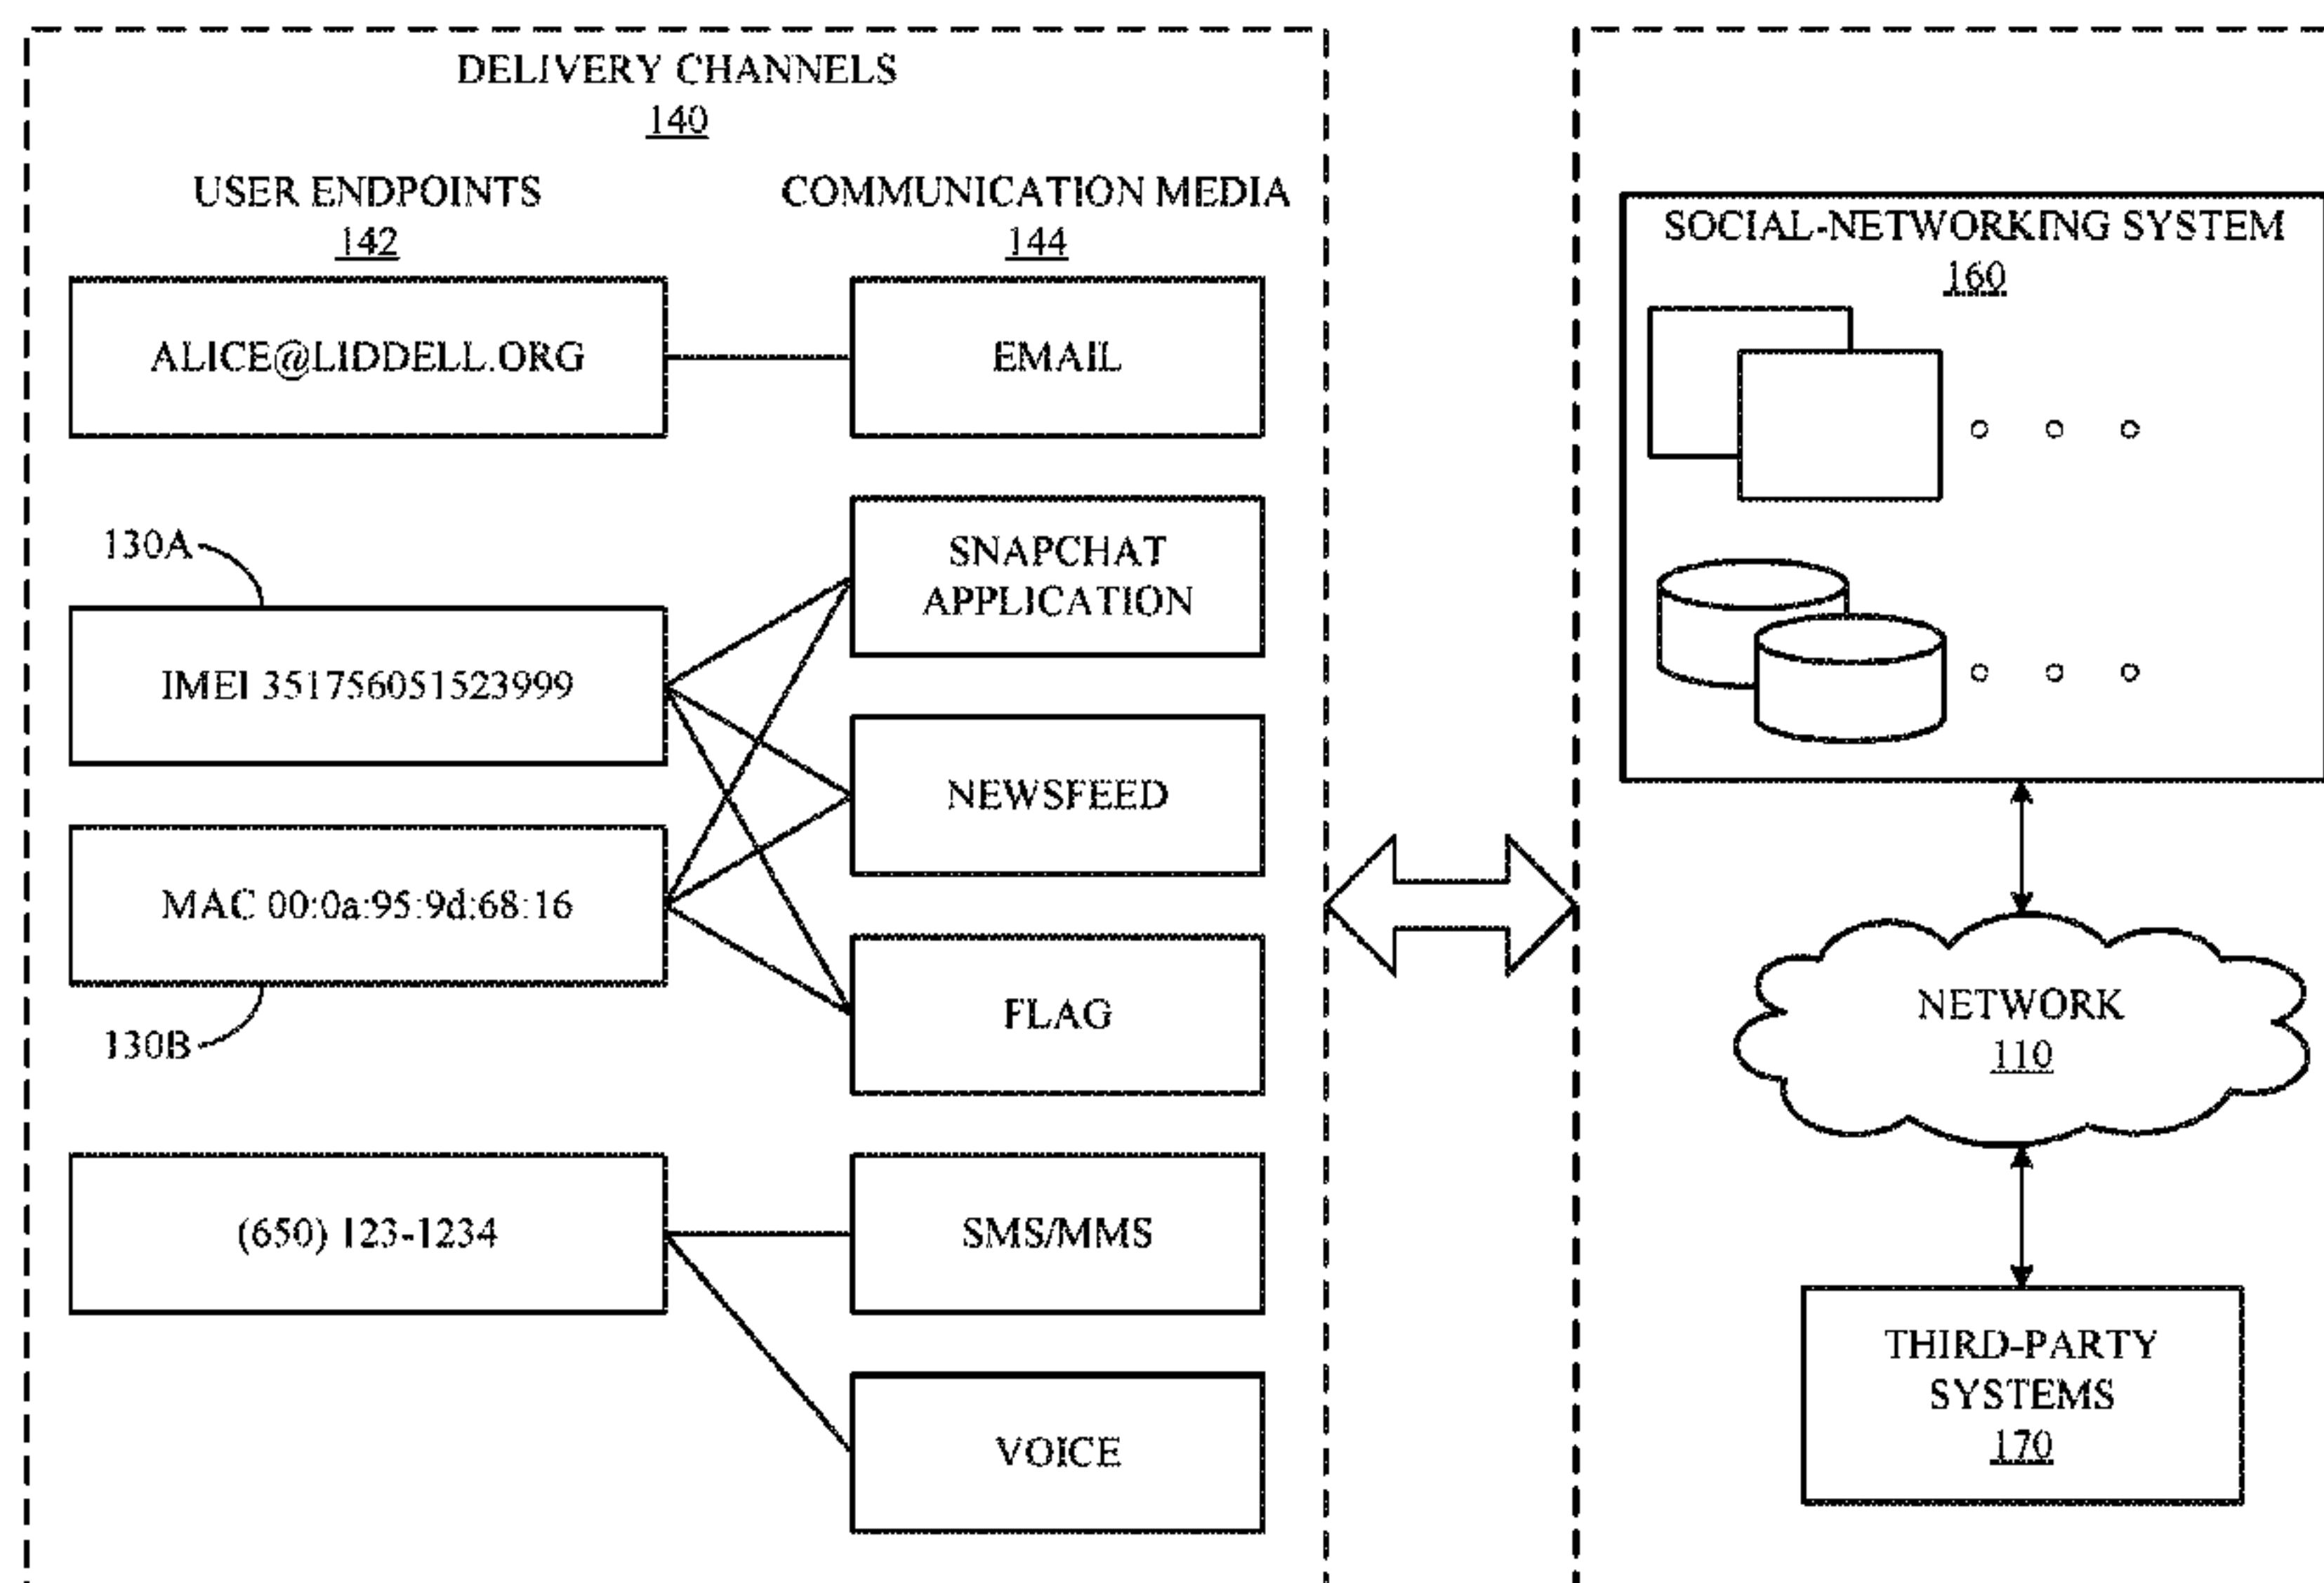 DELIVERY CHANNELS
140
USER ENDPOINTS
142
COMMUNICATION MEDIA
144
ALICE@LIDDELL.ORG
EMAIL
130A
SNAPCHAT
APPLICATION
IMEI 351756051523999
NEWSFEED
MAC 00:0a:95:9d:68:16
130B
FLAG
(650) 123-1234
SMS/MMS
VOICE
SOCIAL-NETWORKING SYSTEM
160
NETWORK
110
THIRD-PARTY
SYSTEMS
170